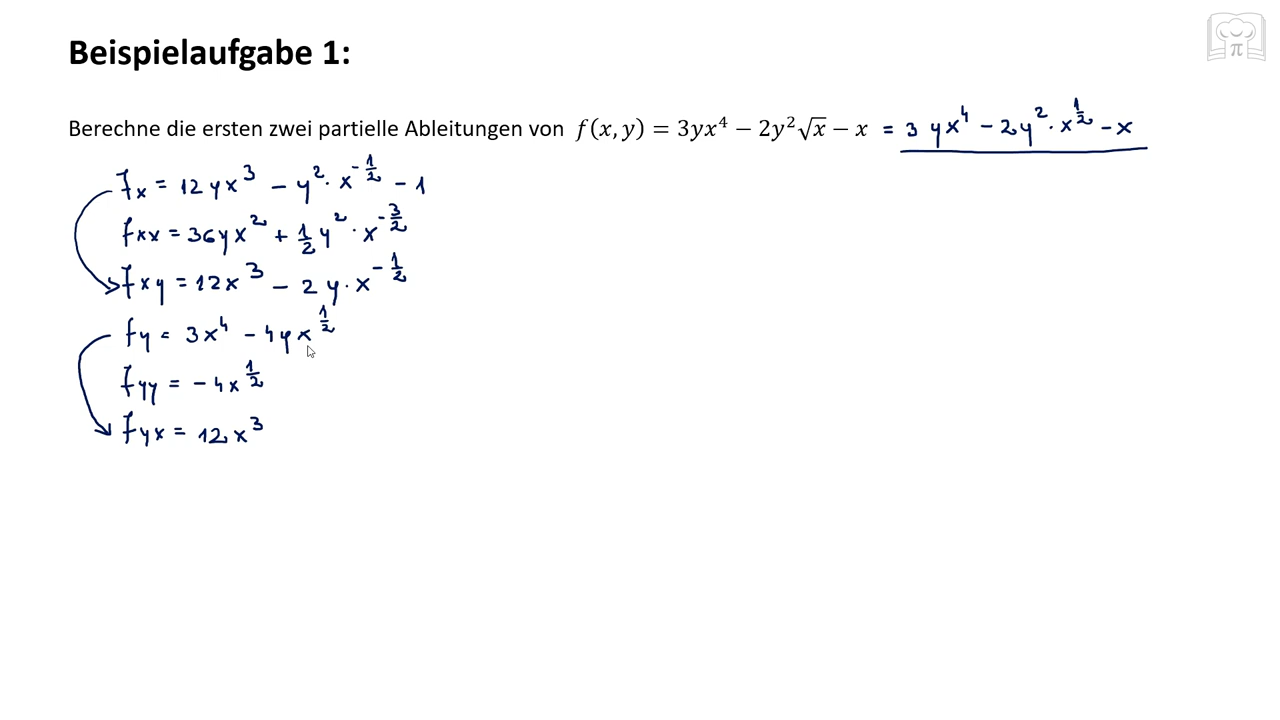 Beispielaufgabe 1:
Berechne die ersten zwei partielle Ableitungen von f(x, y) = 3yx⁴ − 2y²√x − x = 3 yx⁴ − 2y² · x^(1/2) − x
fx = 12yx³ − y² · x^(−1/2) − 1
fxx = 36yx² + 1/2 y² · x^(−3/2)
fxy = 12x³ − 2y · x^(−1/2)
fy = 3x⁴ − 4yx^(1/2)
fyy = −4x^(1/2)
fyx = 12x³